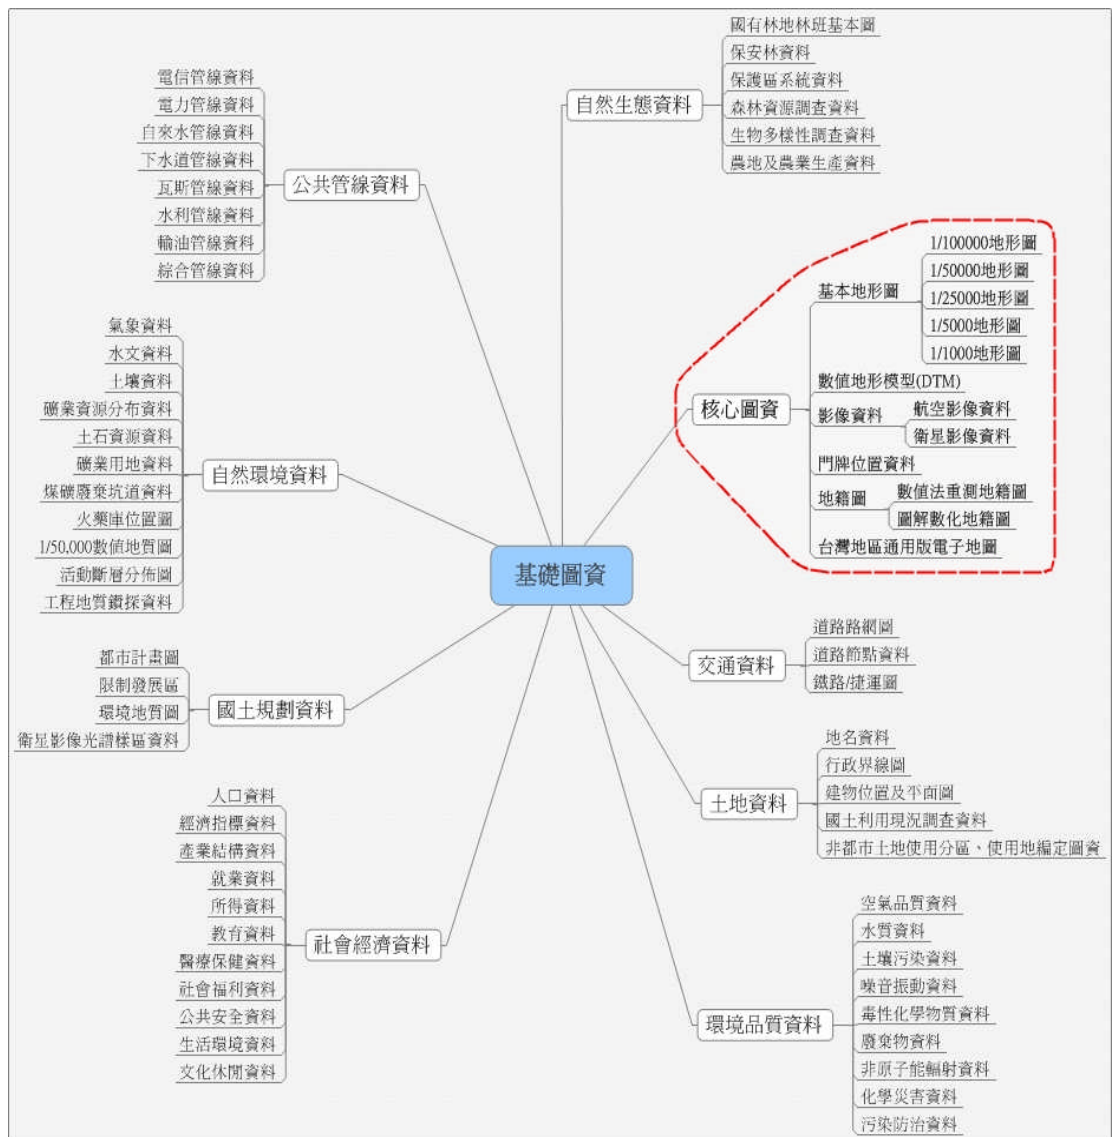 基礎圖資
自然生態資料
國有林地林班基本圖
保安林資料
保護區系統資料
森林資源調查資料
生物多樣性調查資料
農地及農業生產資料
核心圖資
基本地形圖
1/100000地形圖
1/50000地形圖
1/25000地形圖
1/5000地形圖
1/1000地形圖
數值地形模型(DTM)
影像資料
航空影像資料
衛星影像資料
門牌位置資料
地籍圖
數值法重測地籍圖
圖解數化地籍圖
台灣地區通用版電子地圖
交通資料
道路路網圖
道路節點資料
鐵路/捷運圖
土地資料
地名資料
行政界線圖
建物位置及平面圖
國土利用現況調查資料
非都市土地使用分區、使用地編定圖資
環境品質資料
空氣品質資料
水質資料
土壤污染資料
噪音振動資料
毒性化學物質資料
廢棄物資料
非原子能輻射資料
化學災害資料
污染防治資料
公共管線資料
電信管線資料
電力管線資料
自來水管線資料
下水道管線資料
瓦斯管線資料
水利管線資料
輸油管線資料
綜合管線資料
自然環境資料
氣象資料
水文資料
土壤資料
礦業資源分布資料
土石資源資料
礦業用地資料
煤礦廢棄坑道資料
火藥庫位置圖
1/50,000數值地質圖
活動斷層分佈圖
工程地質鑽探資料
國土規劃資料
都市計畫圖
限制發展區
環境地質圖
衛星影像光譜樣區資料
社會經濟資料
人口資料
經濟指標資料
產業結構資料
就業資料
所得資料
教育資料
醫療保健資料
社會福利資料
公共安全資料
生活環境資料
文化休閒資料